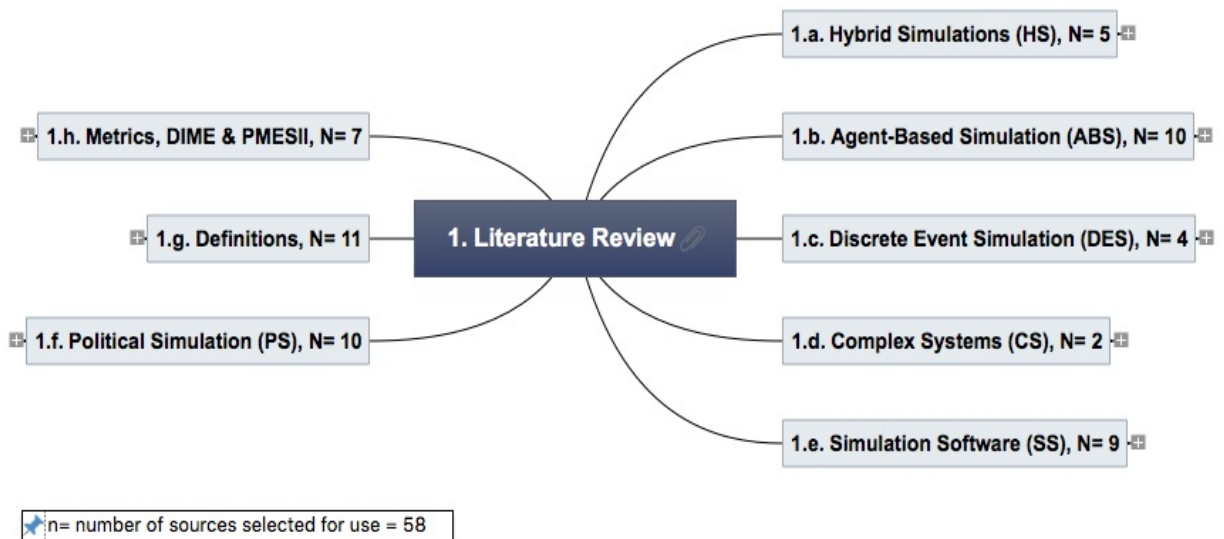 1. Literature Review
1.a. Hybrid Simulations (HS), N= 5
1.b. Agent-Based Simulation (ABS), N= 10
1.c. Discrete Event Simulation (DES), N= 4
1.d. Complex Systems (CS), N= 2
1.e. Simulation Software (SS), N= 9
1.f. Political Simulation (PS), N= 10
1.g. Definitions, N= 11
1.h. Metrics, DIME & PMESII, N= 7
n= number of sources selected for use = 58